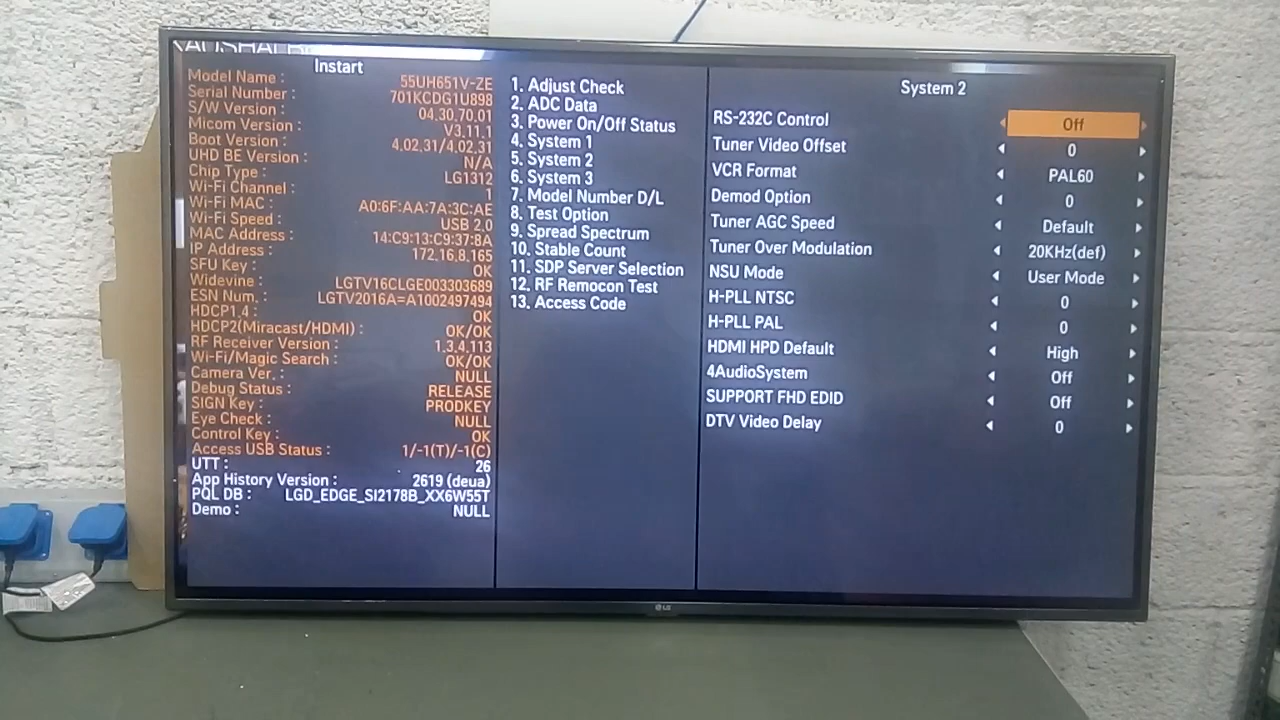 Instart
Model Name : 55UH651V-ZE
Serial Number : 701KCDG1U898
S/W Version : 04.30.70.01
Micom Version : V3.11.1
Boot Version : 4.02.31/4.02.31
UHD BE Version : N/A
Chip Type : LG1312
Wi-Fi Channel : 1
Wi-Fi MAC : A0:6F:AA:7A:3C:AE
Wi-Fi Speed : USB 2.0
MAC Address : 14:C9:13:C9:37:8A
IP Address : 172.16.8.165
SFU Key : OK
Widevine : LGTV16CLGE003303689
ESN Num. : LGTV2016A=A1002497494
HDCP1.4 : OK
HDCP2(Miracast/HDMI) : OK/OK
RF Receiver Version : 1.3.4.113
Wi-Fi/Magic Search : OK/OK
Camera Ver. : NULL
Debug Status : RELEASE
SIGN Key : PRODKEY
Eye Check : NULL
Control Key : OK
Access USB Status : 1/-1(T)/-1(C)
UTT : 26
App History Version : 2619 (deua)
PQL DB : LGD_EDGE_SI2178B_XX6W55T
Demo : NULL
1. Adjust Check
2. ADC Data
3. Power On/Off Status
4. System 1
5. System 2
6. System 3
7. Model Number D/L
8. Test Option
9. Spread Spectrum
10. Stable Count
11. SDP Server Selection
12. RF Remocon Test
13. Access Code
System 2
RS-232C Control Off
Tuner Video Offset 0
VCR Format PAL60
Demod Option 0
Tuner AGC Speed Default
Tuner Over Modulation 20KHz(def)
NSU Mode User Mode
H-PLL NTSC 0
H-PLL PAL 0
HDMI HPD Default High
4AudioSystem Off
SUPPORT FHD EDID Off
DTV Video Delay 0
LG